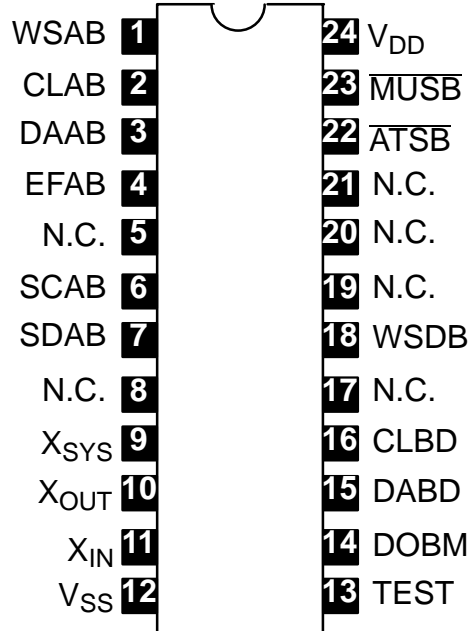 WSAB 1 24 VDD
CLAB 2 23 MUSB
DAAB 3 22 ATSB
EFAB 4 21 N.C.
N.C. 5 20 N.C.
SCAB 6 19 N.C.
SDAB 7 18 WSDB
N.C. 8 17 N.C.
XSYS 9 16 CLBD
XOUT 10 15 DABD
XIN 11 14 DOBM
VSS 12 13 TEST